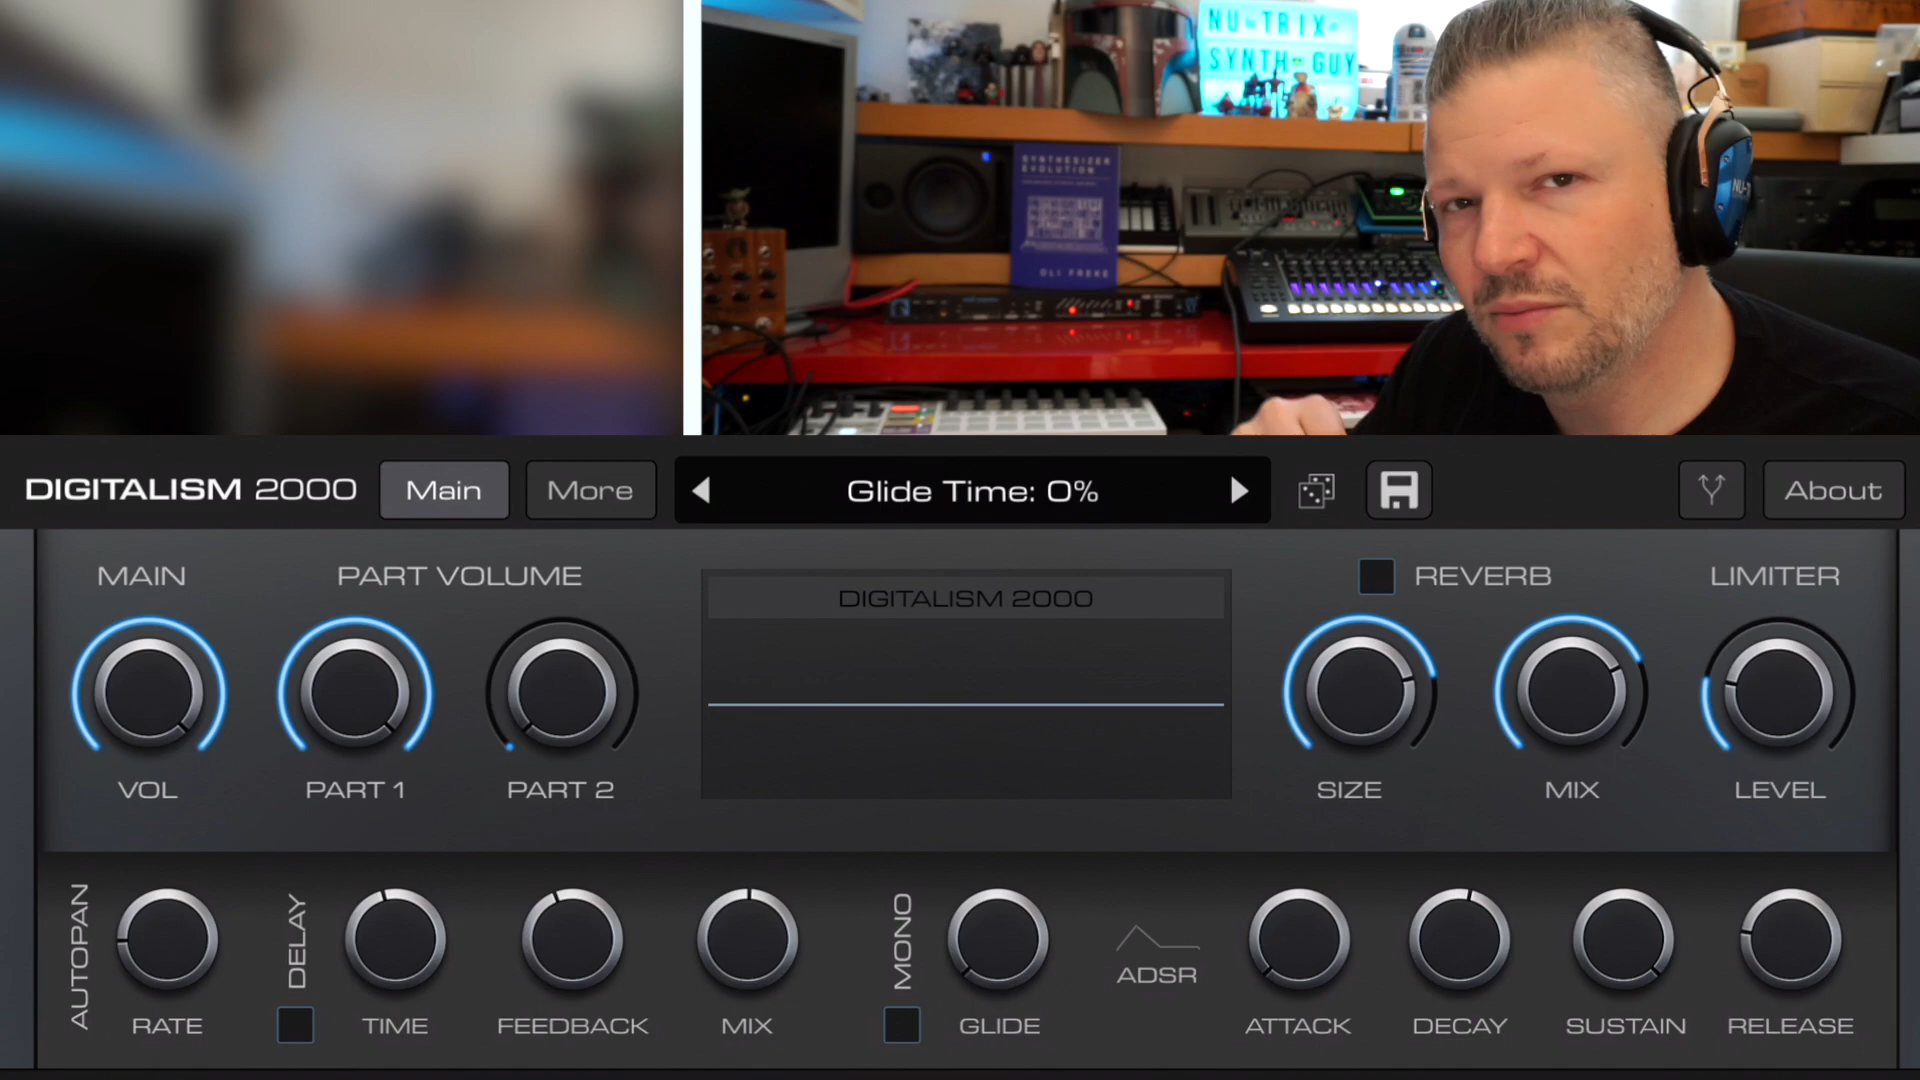 NU-TRIX
SYNTH GUY
SYNTHESIZER
EVOLUTION
OLI FREKE
DIGITALISM 2000
Main
More
Glide Time: 0%
About
MAIN
PART VOLUME
DIGITALISM 2000
REVERB
LIMITER
VOL
PART 1
PART 2
SIZE
MIX
LEVEL
AUTOPAN
RATE
DELAY
TIME
FEEDBACK
MIX
MONO
GLIDE
ADSR
ATTACK
DECAY
SUSTAIN
RELEASE